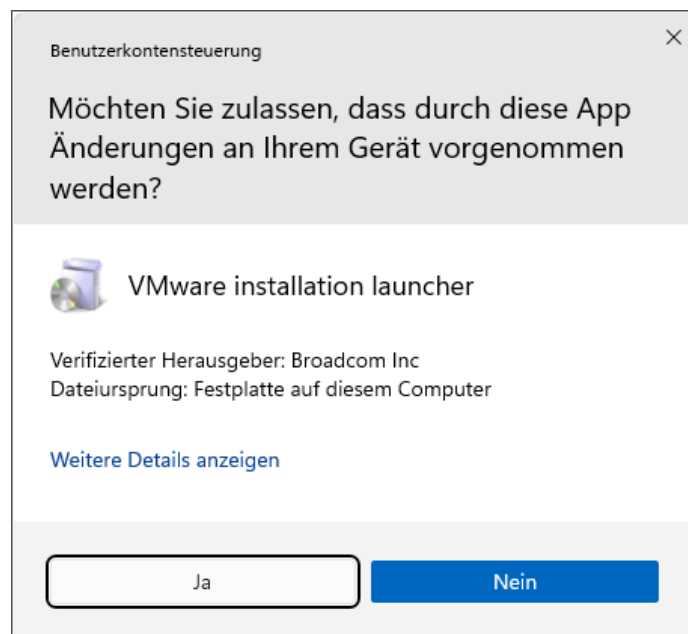 Benutzerkontensteuerung
Möchten Sie zulassen, dass durch diese App
Änderungen an Ihrem Gerät vorgenommen
werden?
VMware installation launcher
Verifizierter Herausgeber: Broadcom Inc
Dateiursprung: Festplatte auf diesem Computer
Weitere Details anzeigen
Ja
Nein